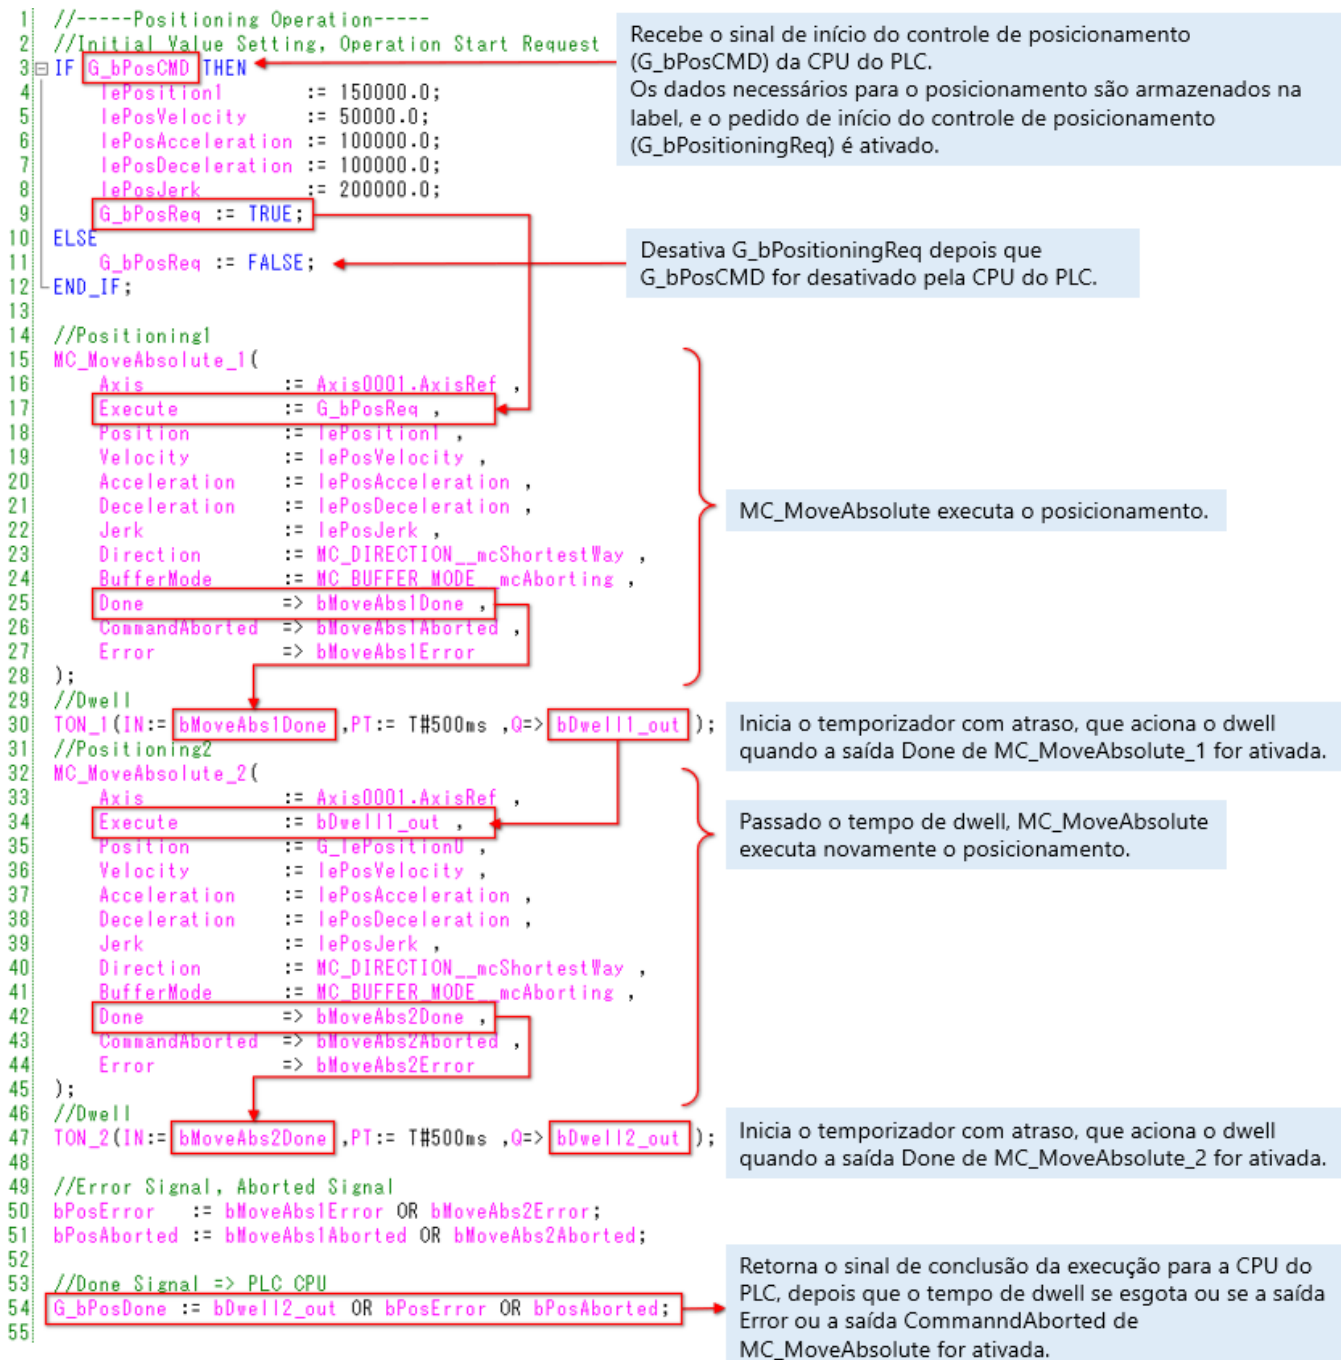 1 //-----Positioning Operation-----
2 //Initial Value Setting, Operation Start Request
3 IF G_bPosCMD THEN
4 lePosition1 := 150000.0;
5 lePosVelocity := 50000.0;
6 lePosAcceleration := 100000.0;
7 lePosDeceleration := 100000.0;
8 lePosJerk := 200000.0;
9 G_bPosReq := TRUE;
10 ELSE
11 G_bPosReq := FALSE;
12 END_IF;
13
Recebe o sinal de início do controle de posicionamento
(G_bPosCMD) da CPU do PLC.
Os dados necessários para o posicionamento são armazenados na
label, e o pedido de início do controle de posicionamento
(G_bPositioningReq) é ativado.
Desativa G_bPositioningReq depois que
G_bPosCMD for desativado pela CPU do PLC.
14 //Positioning1
15 MC_MoveAbsolute_1(
16 Axis := Axis0001.AxisRef ,
17 Execute := G_bPosReq ,
18 Position := lePosition1 ,
19 Velocity := lePosVelocity ,
20 Acceleration := lePosAcceleration ,
21 Deceleration := lePosDeceleration ,
22 Jerk := lePosJerk ,
23 Direction := MC_DIRECTION__mcShortestWay ,
24 BufferMode := MC_BUFFER_MODE__mcAborting ,
25 Done => bMoveAbs1Done ,
26 CommandAborted => bMoveAbs1Aborted ,
27 Error => bMoveAbs1Error
28 );
MC_MoveAbsolute executa o posicionamento.
29 //Dwell
30 TON_1(IN:= bMoveAbs1Done ,PT:= T#500ms ,Q=> bDwell1_out );
Inicia o temporizador com atraso, que aciona o dwell
quando a saída Done de MC_MoveAbsolute_1 for ativada.
31 //Positioning2
32 MC_MoveAbsolute_2(
33 Axis := Axis0001.AxisRef ,
34 Execute := bDwell1_out ,
35 Position := G_lePosition0 ,
36 Velocity := lePosVelocity ,
37 Acceleration := lePosAcceleration ,
38 Deceleration := lePosDeceleration ,
39 Jerk := lePosJerk ,
40 Direction := MC_DIRECTION__mcShortestWay ,
41 BufferMode := MC_BUFFER_MODE__mcAborting ,
42 Done => bMoveAbs2Done ,
43 CommandAborted => bMoveAbs2Aborted ,
44 Error => bMoveAbs2Error
45 );
Passado o tempo de dwell, MC_MoveAbsolute
executa novamente o posicionamento.
46 //Dwell
47 TON_2(IN:= bMoveAbs2Done ,PT:= T#500ms ,Q=> bDwell2_out );
48
Inicia o temporizador com atraso, que aciona o dwell
quando a saída Done de MC_MoveAbsolute_2 for ativada.
49 //Error Signal, Aborted Signal
50 bPosError := bMoveAbs1Error OR bMoveAbs2Error;
51 bPosAborted := bMoveAbs1Aborted OR bMoveAbs2Aborted;
52
53 //Done Signal => PLC CPU
54 G_bPosDone := bDwell2_out OR bPosError OR bPosAborted;
55
Retorna o sinal de conclusão da execução para a CPU do
PLC, depois que o tempo de dwell se esgota ou se a saída
Error ou a saída CommanndAborted de
MC_MoveAbsolute for ativada.